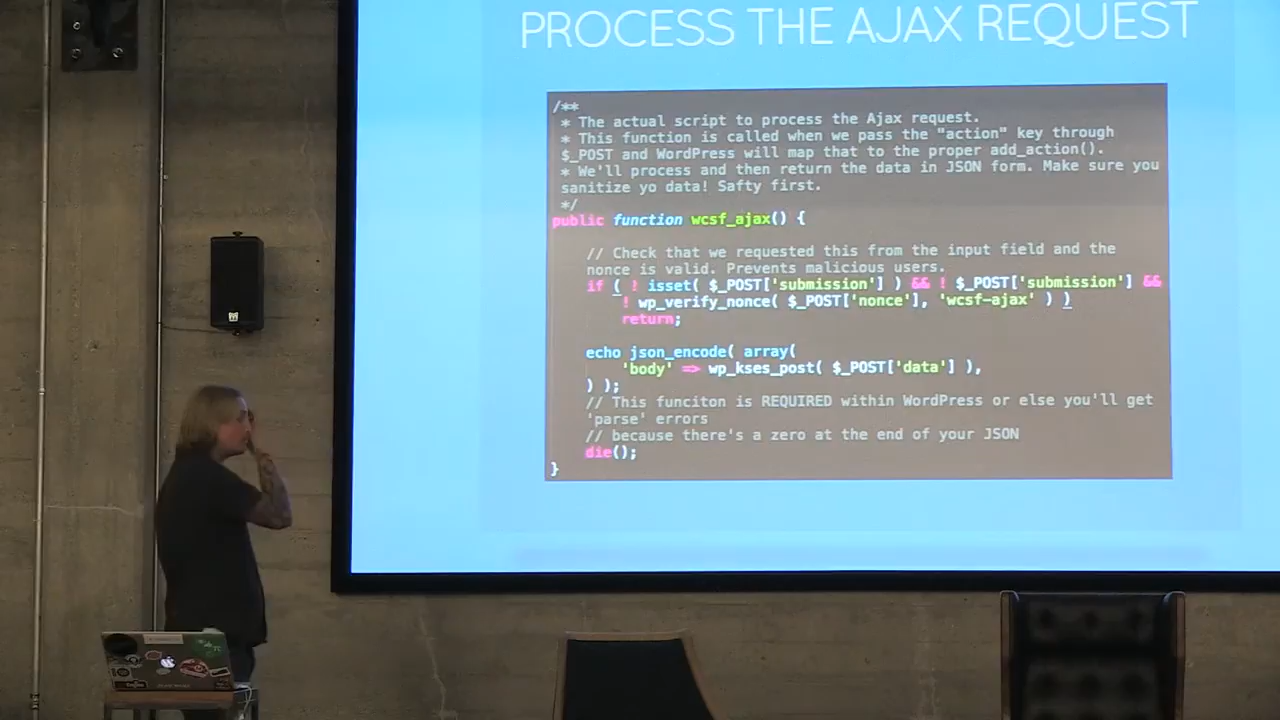 PROCESS THE AJAX REQUEST
/**
* The actual script to process the Ajax request.
* This function is called when we pass the "action" key through
$_POST and WordPress will map that to the proper add_action().
* We'll process and then return the data in JSON form. Make sure you
sanitize yo data! Safty first.
*/
public function wcsf_ajax() {
// Check that we requested this from the input field and the
nonce is valid. Prevents malicious users.
if ( ! isset( $_POST['submission'] ) && ! $_POST['submission'] &&
! wp_verify_nonce( $_POST['nonce'], 'wcsf-ajax' ) )
return;
echo json_encode( array(
'body' => wp_kses_post( $_POST['data'] ),
) );
// This funciton is REQUIRED within WordPress or else you'll get
'parse' errors
// because there's a zero at the end of your JSON
die();
}